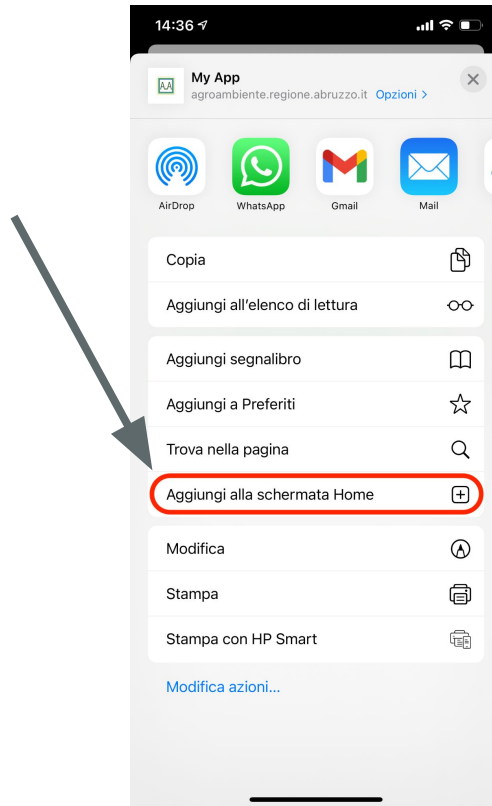 14:36
My App
agroambiente.regione.abruzzo.it Opzioni >
AirDrop WhatsApp Gmail Mail
Copia
Aggiungi all'elenco di lettura
Aggiungi segnalibro
Aggiungi a Preferiti
Trova nella pagina
Aggiungi alla schermata Home
Modifica
Stampa
Stampa con HP Smart
Modifica azioni...